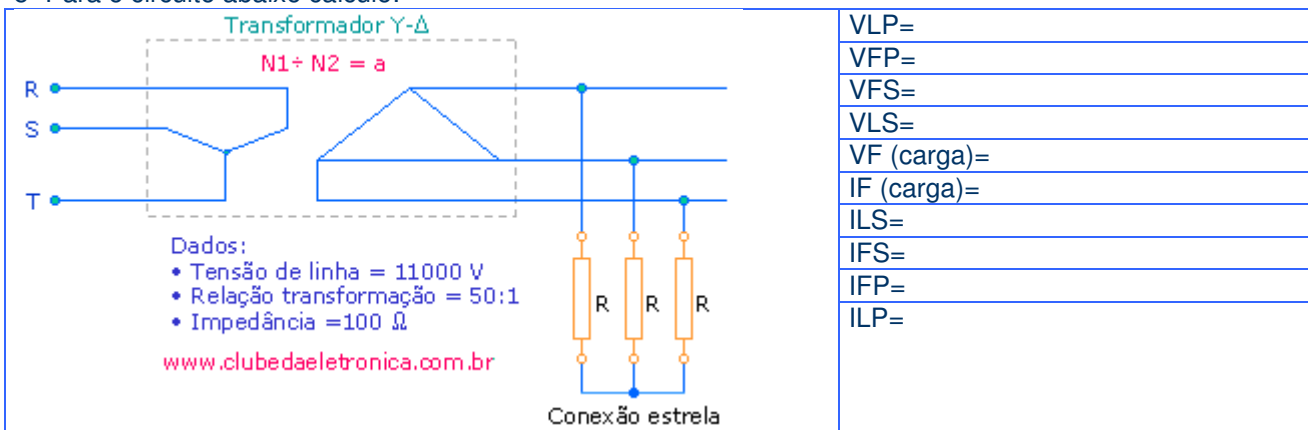 Transformador Y-Δ
N1÷ N2 = a
R
S
T
Dados:
• Tensão de linha = 11000 V
• Relação transformação = 50:1
• Impedância =100 Ω
www.clubedaeletronica.com.br
R R R
Conexão estrela
VLP=
VFP=
VFS=
VLS=
VF (carga)=
IF (carga)=
ILS=
IFS=
IFP=
ILP=